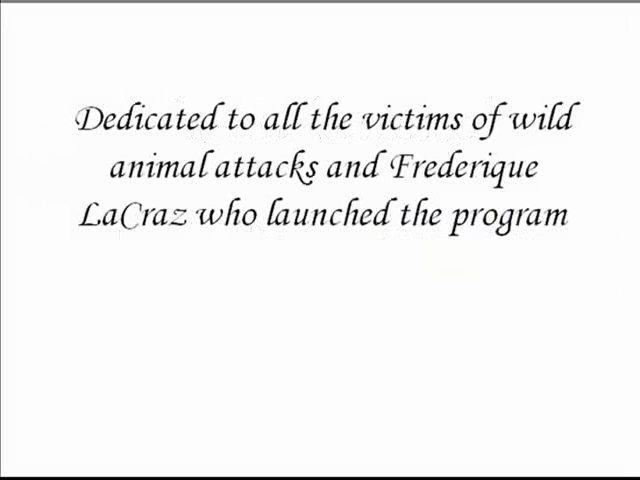 Dedicated to all the victims of wild
animal attacks and Frederique
LaCraz who launched the program